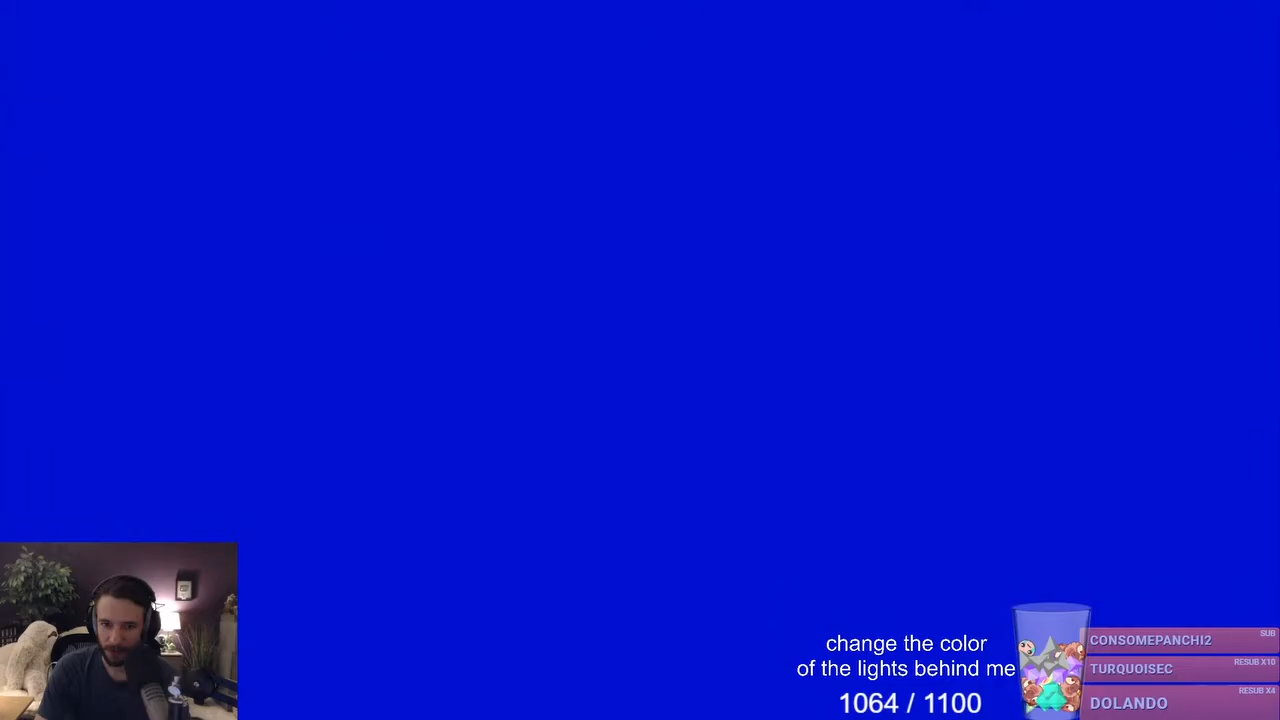 change the color
of the lights behind me
1064 / 1100
CONSOMEPANCHI2 SUB
TURQUOISEC RESUB X10
DOLANDO RESUB X4